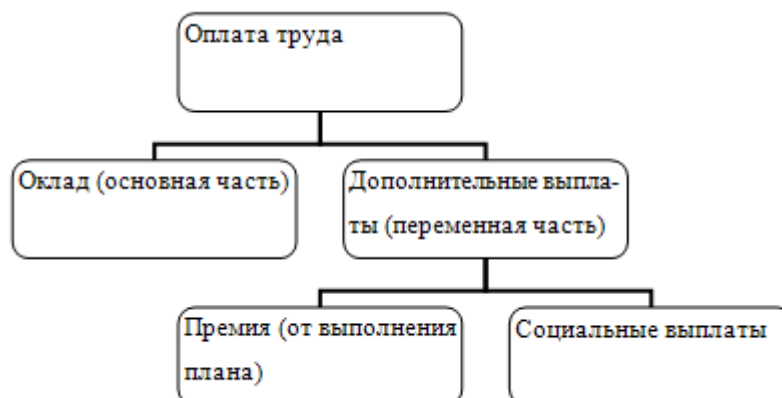 Оплата труда
Оклад (основная часть)
Дополнительные выпла-
ты (переменная часть)
Премия (от выполнения
плана)
Социальные выплаты